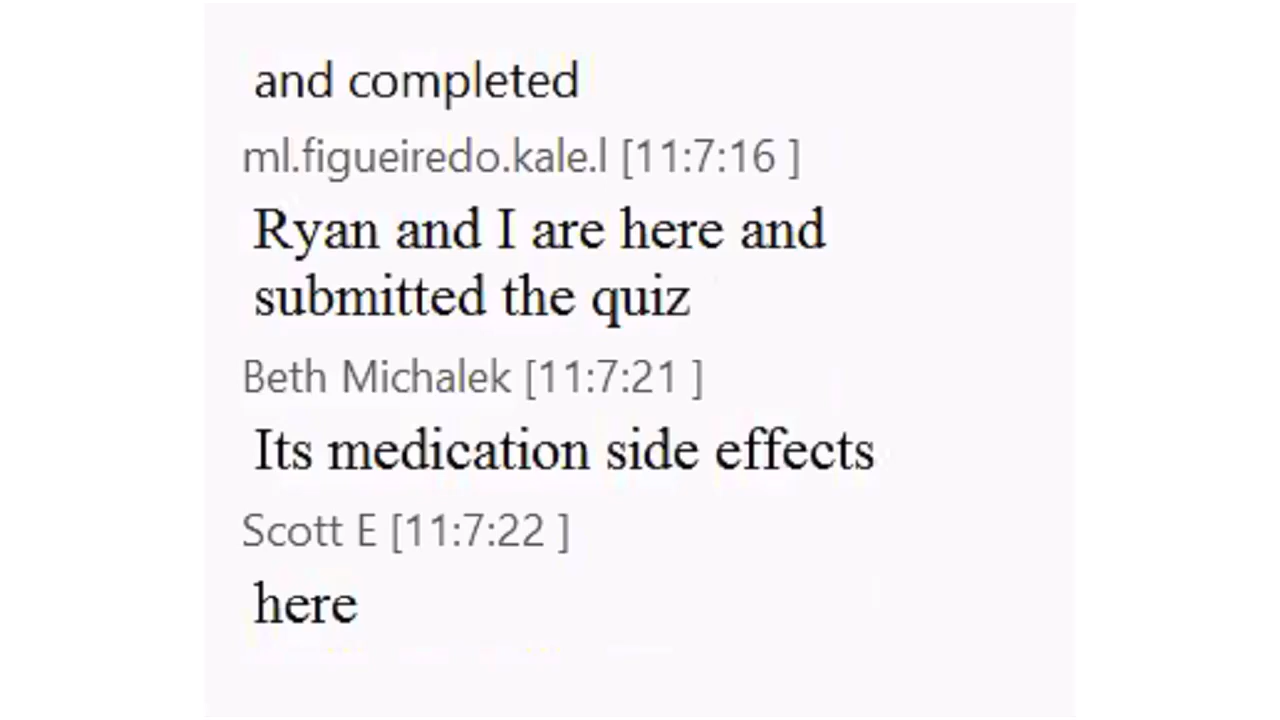 and completed
ml.figueiredo.kale.l [11:7:16 ]
Ryan and I are here and
submitted the quiz
Beth Michalek [11:7:21 ]
Its medication side effects
Scott E [11:7:22 ]
here